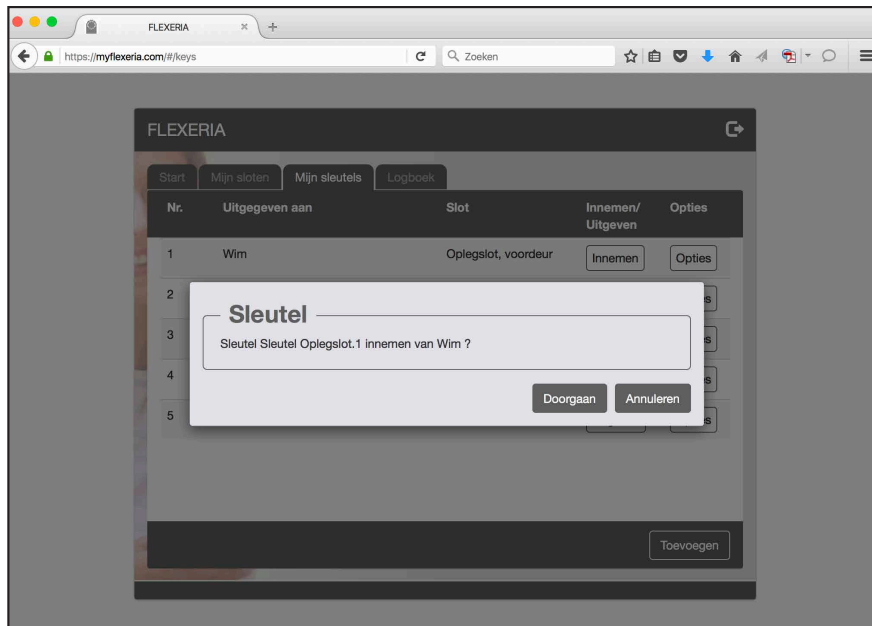 FLEXERIA
https://myflexeria.com/#/keys
Zoeken
FLEXERIA
Start Mijn sloten Mijn sleutels Logboek
Nr. Uitgegeven aan Slot Innemen/ Opties
Uitgeven
1 Wim Oplegslot, voordeur Innemen Opties
2
Sleutel
3
Sleutel Sleutel Oplegslot.1 innemen van Wim ?
4
Doorgaan Annuleren
5
Toevoegen